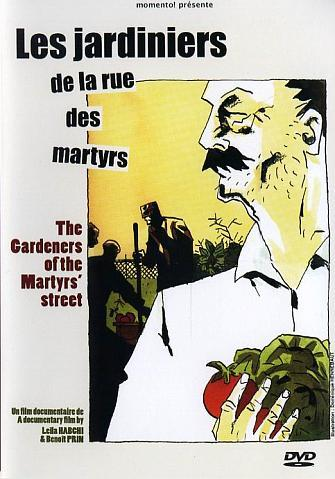 momento! présente
Les jardiniers
de la rue
des
martyrs
The
Gardeners
of the
Martyrs'
street
Un film documentaire de
A documentary film by
Leila HABCHI
& Benoît PRIN
DVD